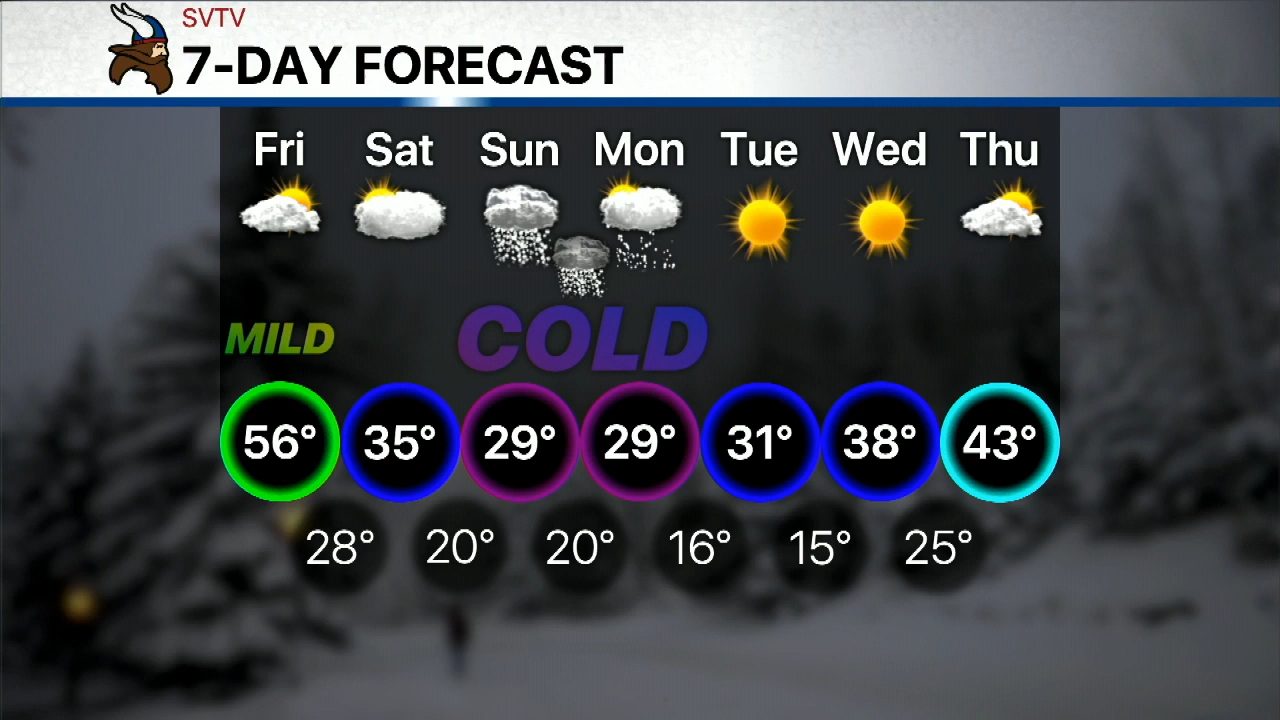 SVTV
7-DAY FORECAST
Fri Sat Sun Mon Tue Wed Thu
MILD COLD
56° 35° 29° 29° 31° 38° 43°
28° 20° 20° 16° 15° 25°